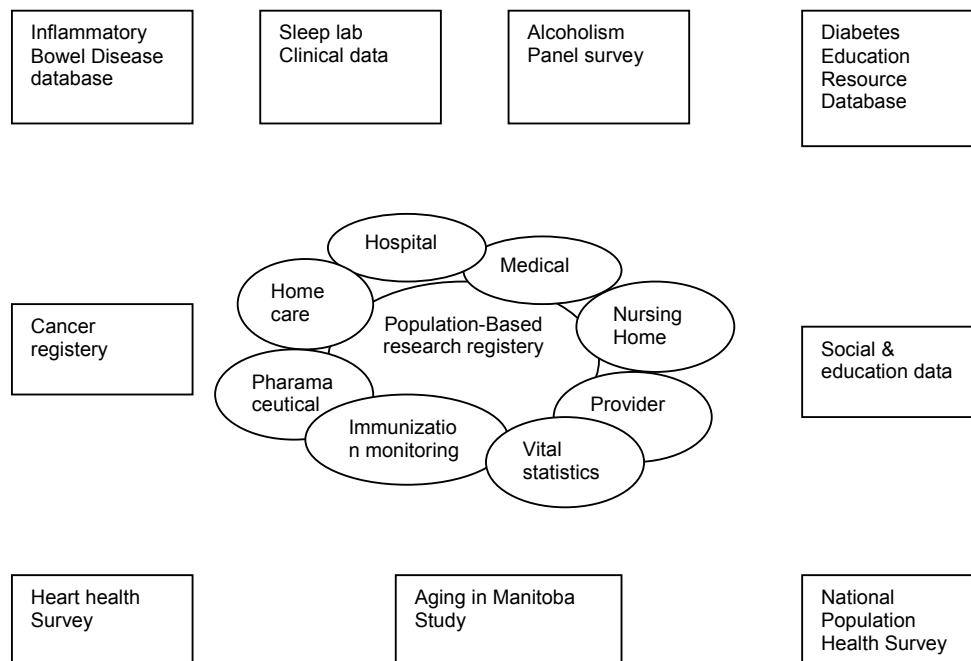 Inflammatory
Bowel Disease
database
Sleep lab
Clinical data
Alcoholism
Panel survey
Diabetes
Education
Resource
Database
Hospital
Medical
Home
care
Nursing
Home
Population-Based
research registery
Cancer
registery
Social &
education data
Pharama
ceutical
Provider
Immunizatio
n monitoring
Vital
statistics
Heart health
Survey
Aging in Manitoba
Study
National
Population
Health Survey